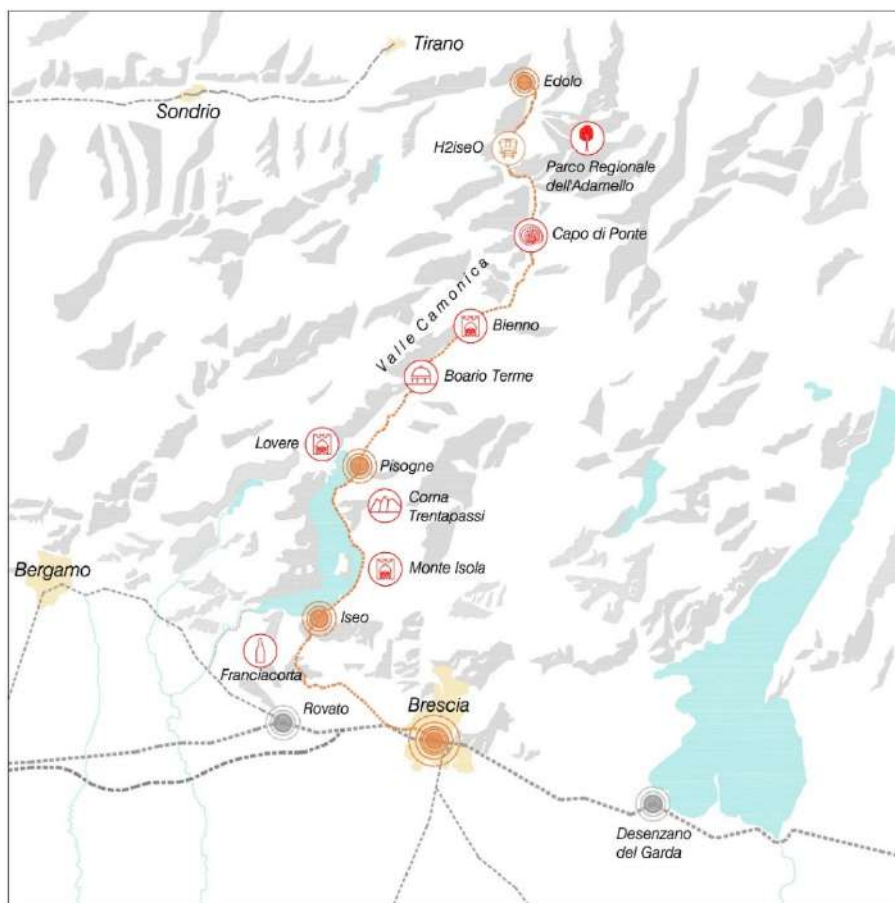 Tirano
Edolo
Sondrio
H2iseO
Parco Regionale
dell'Adamello
Capo di Ponte
Valle Camonica
Bienno
Boario Terme
Lovere
Pisogne
Corna
Trentapassi
Bergamo
Monte Isola
Iseo
Franciacorta
Rovato
Brescia
Desenzano
del Garda